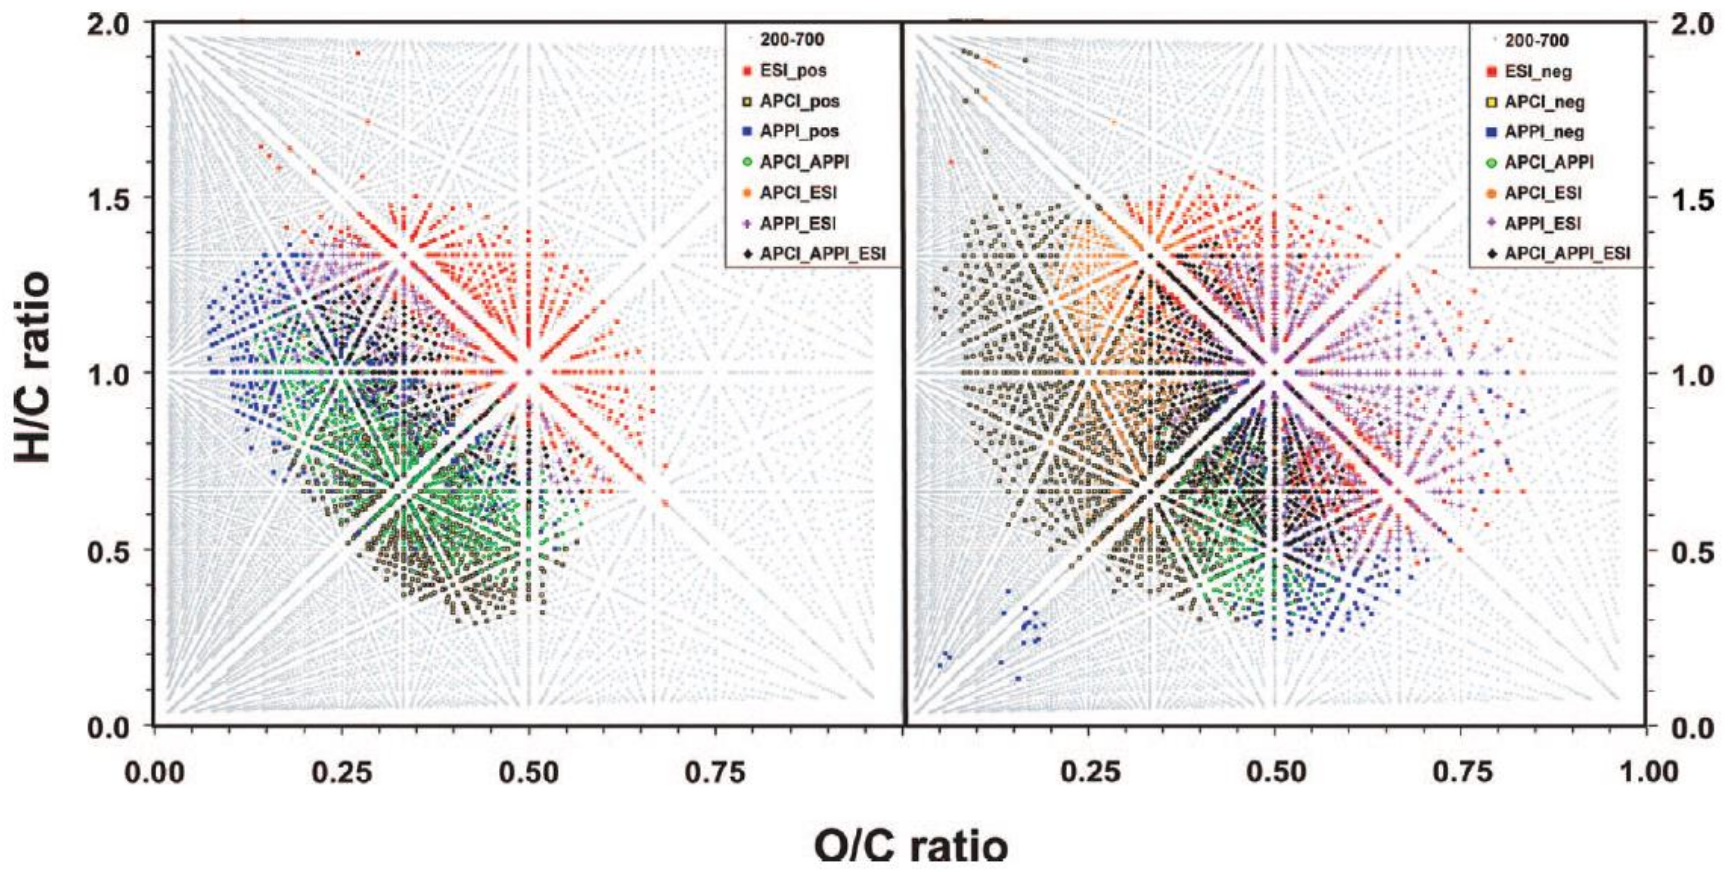 2.0
1.5
1.0
0.5
0.0
H/C ratio
200-700
ESI_pos
APCI_pos
APPI_pos
APCI_APPI
APCI_ESI
APPI_ESI
APCI_APPI_ESI
200-700
ESI_neg
APCI_neg
APPI_neg
APCI_APPI
APCI_ESI
APPI_ESI
APCI_APPI_ESI
2.0
1.5
1.0
0.5
0.0
0.00 0.25 0.50 0.75 0.25 0.50 0.75 1.00
O/C ratio